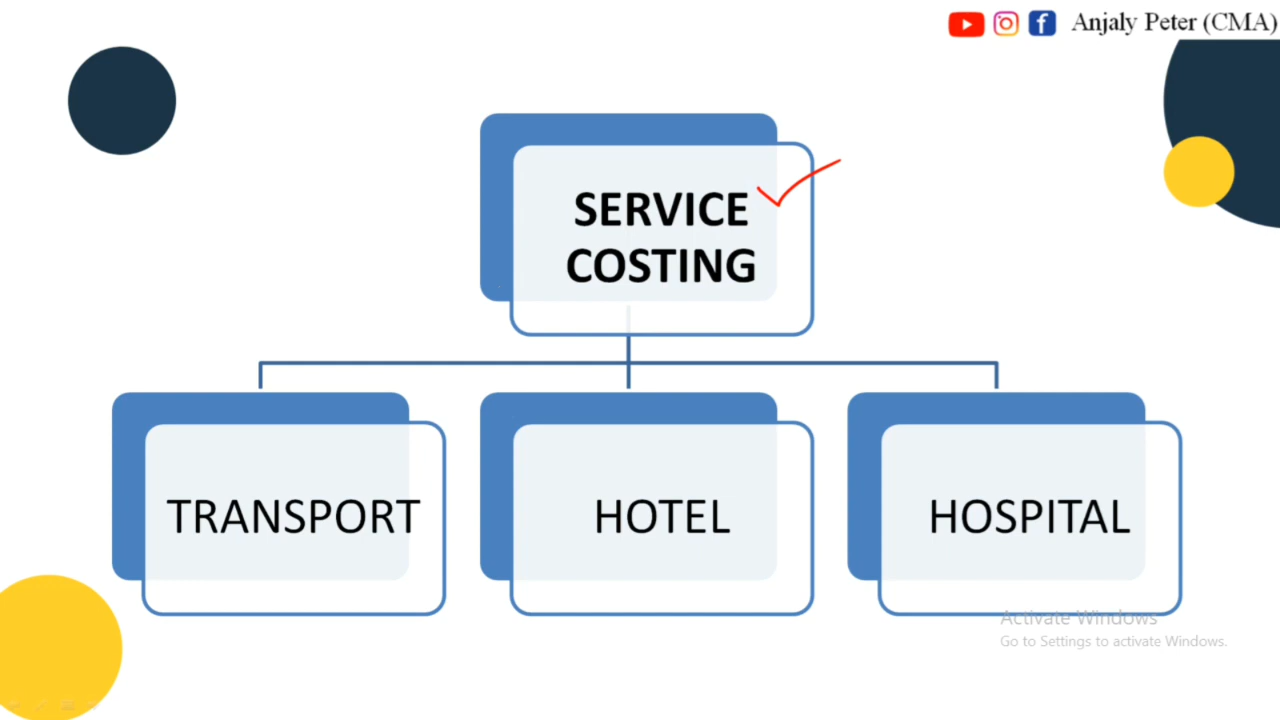 Anjaly Peter (CMA)
SERVICE
COSTING
TRANSPORT
HOTEL
HOSPITAL
Activate Windows
Go to Settings to activate Windows.